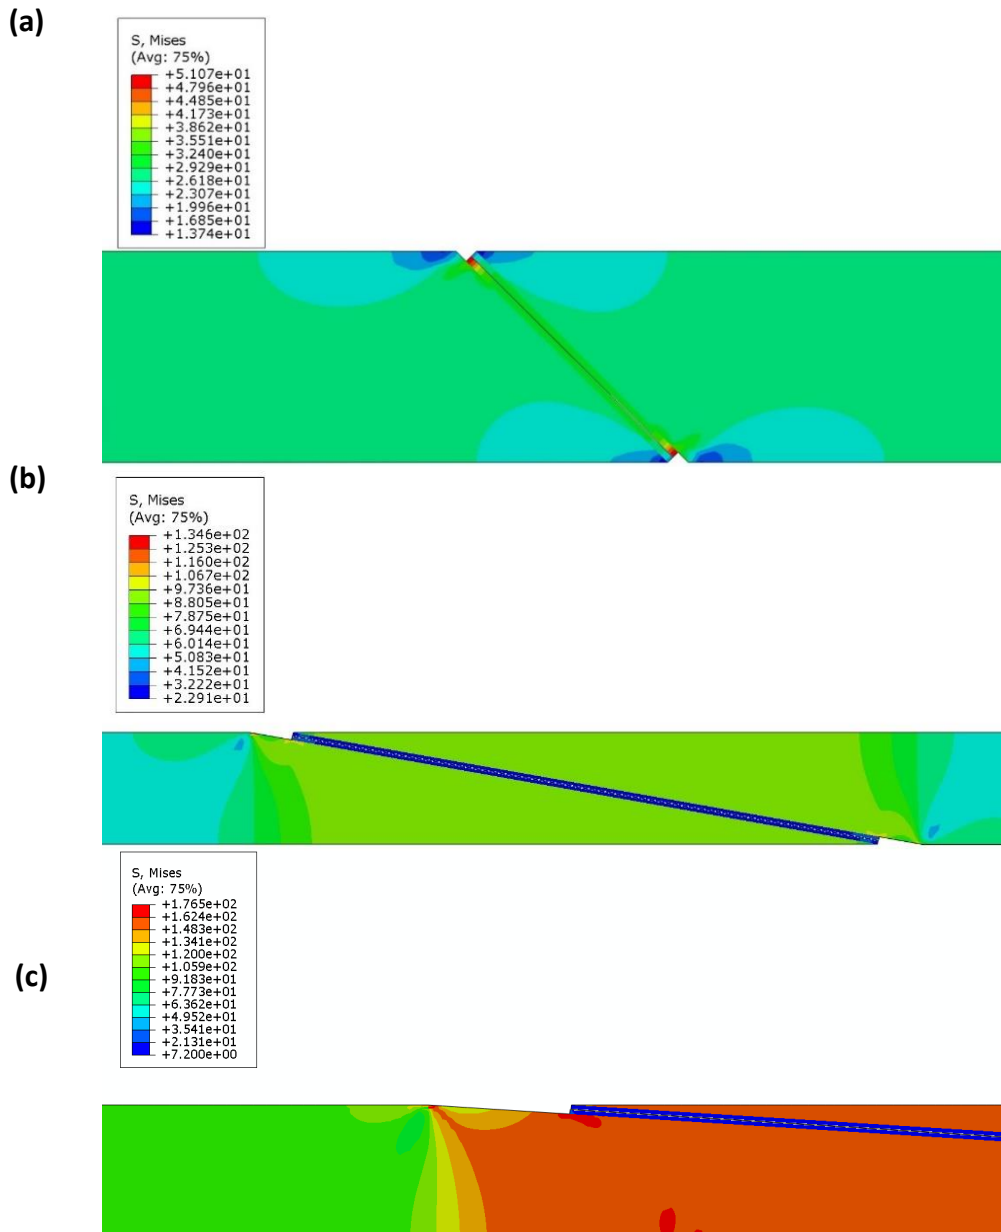 (a)
S, Mises
(Avg: 75%)
+5.107e+01
+4.796e+01
+4.485e+01
+4.173e+01
+3.862e+01
+3.551e+01
+3.240e+01
+2.929e+01
+2.618e+01
+2.307e+01
+1.996e+01
+1.685e+01
+1.374e+01
(b)
S, Mises
(Avg: 75%)
+1.346e+02
+1.253e+02
+1.160e+02
+1.067e+02
+9.736e+01
+8.805e+01
+7.875e+01
+6.944e+01
+6.014e+01
+5.083e+01
+4.152e+01
+3.222e+01
+2.291e+01
(c)
S, Mises
(Avg: 75%)
+1.765e+02
+1.624e+02
+1.483e+02
+1.341e+02
+1.200e+02
+1.059e+02
+9.183e+01
+7.773e+01
+6.362e+01
+4.952e+01
+3.541e+01
+2.131e+01
+7.200e+00